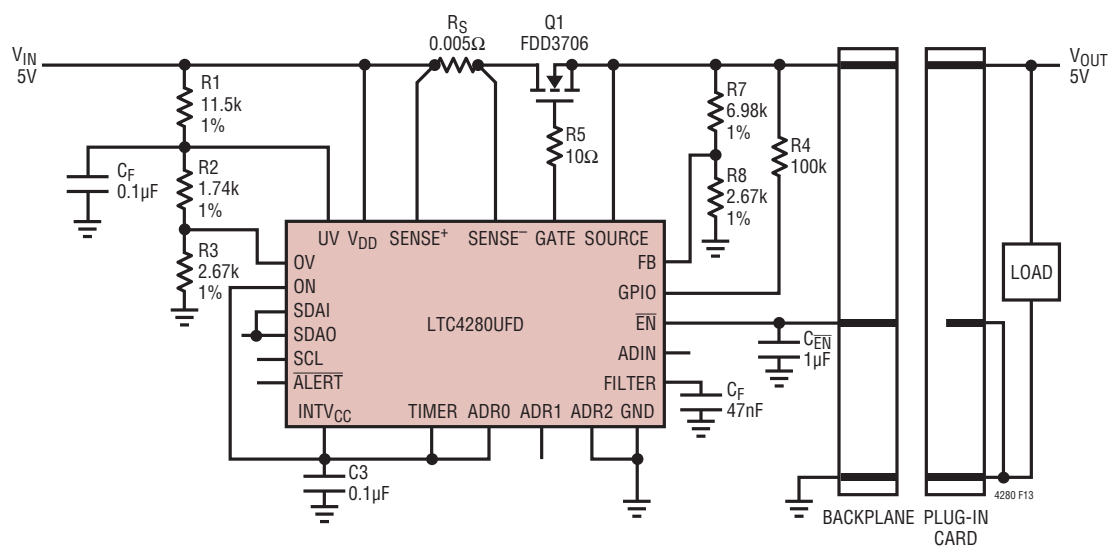 V_IN
5V
R_S
0.005Ω
Q1
FDD3706
V_OUT
5V
R1
11.5k
1%
R7
6.98k
1%
R5
10Ω
R4
100k
C_F
0.1µF
R2
1.74k
1%
R8
2.67k
1%
R3
2.67k
1%
UV V_DD SENSE⁺ SENSE⁻ GATE SOURCE
OV
ON
SDAI
SDAO
SCL
A̅L̅E̅R̅T̅
LTC4280UFD
FB
GPIO
E̅N̅
ADIN
FILTER
INTV_CC TIMER ADR0 ADR1 ADR2 GND
C_E̅N̅
1µF
C_F
47nF
C3
0.1µF
LOAD
4280 F13
BACKPLANE
PLUG-IN
CARD